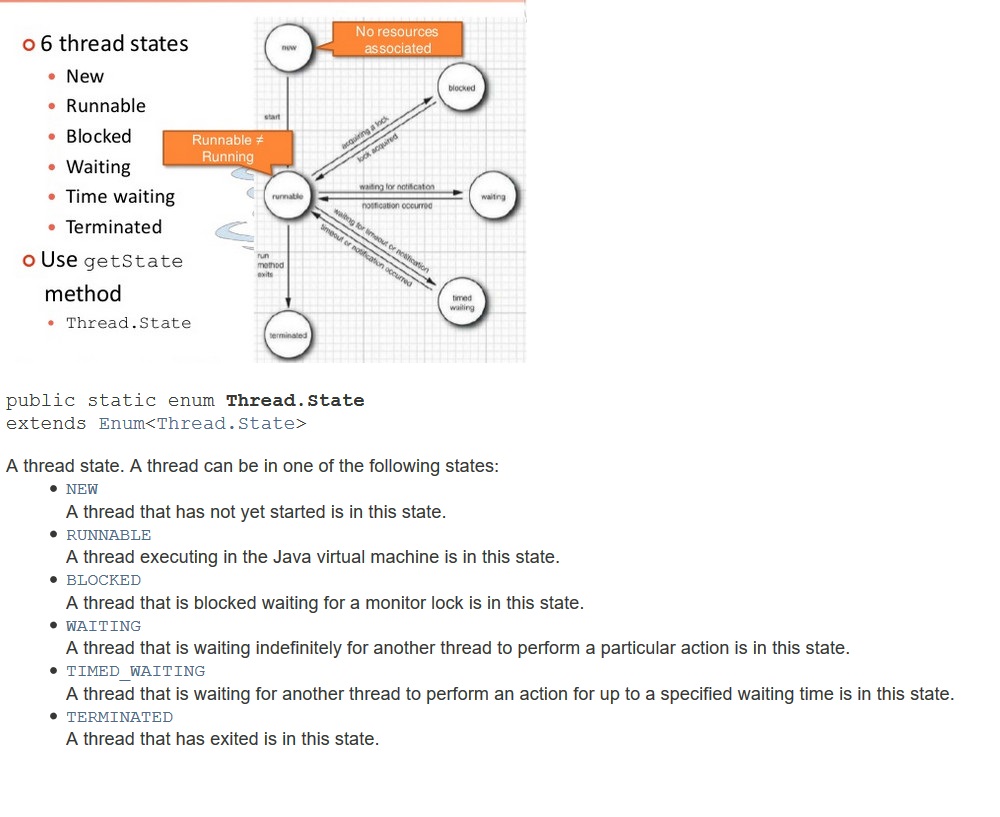 6 thread states
New
Runnable
Blocked
Waiting
Time waiting
Terminated
Use getState
method
Thread.State
new
No resources
associated
blocked
start
acquiring a lock
lock acquired
Runnable ≠
Running
runnable
waiting for notification
notification occurred
waiting
waiting for timeout or notification
timeout or notification occurred
run
method
exits
timed
waiting
terminated
public static enum Thread.State
extends Enum<Thread.State>
A thread state. A thread can be in one of the following states:
NEW
A thread that has not yet started is in this state.
RUNNABLE
A thread executing in the Java virtual machine is in this state.
BLOCKED
A thread that is blocked waiting for a monitor lock is in this state.
WAITING
A thread that is waiting indefinitely for another thread to perform a particular action is in this state.
TIMED_WAITING
A thread that is waiting for another thread to perform an action for up to a specified waiting time is in this state.
TERMINATED
A thread that has exited is in this state.